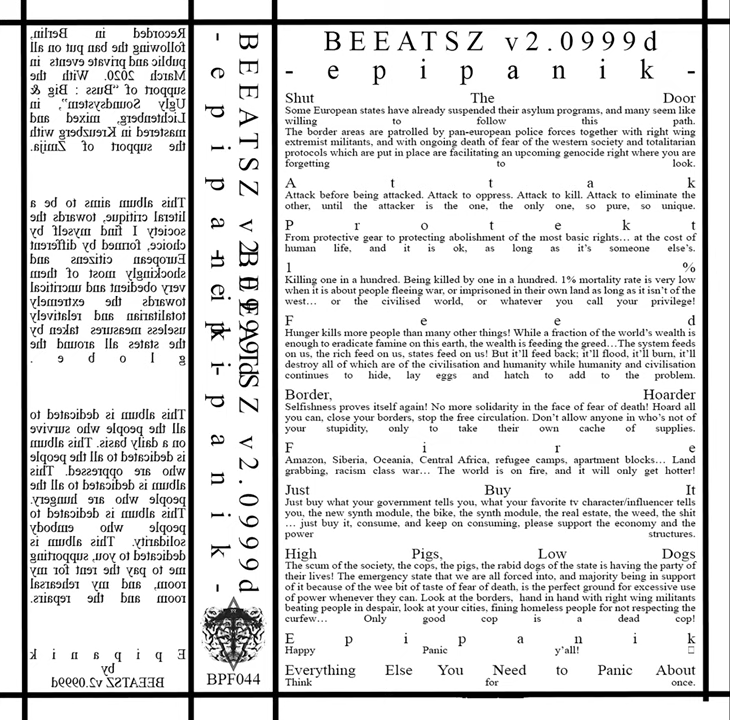 Recorded in Berlin,
following the ban put on all
public and private events in
March 2020. With the
support of "Buss : Big &
Ugly Soundsystem", in
Lichtenberg, mixed and
mastered in Kreuzberg with
the support of Zmija.
This album aims to be a
literal critique, towards the
society I find myself by
choice, formed by different
European citizens and
shockingly most of them
very obedient and uncritical
towards the extremely
totalitarian and relatively
useless measures taken by
the states all around the
globe.
This album is dedicated to
all the people who survive
on a daily basis. This album
is dedicated to all the people
who are oppressed. This
album is dedicated to all the
people who are hungery.
This album is dedicated to
people who embody
solidarity. This album is
dedicated to you, supporting
me to pay the rent for my
room, and my rehearsal
room and the repairs.
Epipanik
by
BEEATSZ v2.0999d
BEEATSZ v2.0999d
- epipanik -
BEEATSZ v2.0999d
- epipanik -
BPF044
BEEATSZ v2.0999d
- epipanik -
Shut The Door
Some European states have already suspended their asylum programs, and many seem like
willing to follow this path.
The border areas are patrolled by pan-european police forces together with right wing
extremist militants, and with ongoing death of fear of the western society and totalitarian
protocols which are put in place are facilitating an upcoming genocide right where you are
forgetting to look.
Attak
Attack before being attacked. Attack to oppress. Attack to kill. Attack to eliminate the
other, until the attacker is the one, the only one, so pure, so unique.
Protekt
From protective gear to protecting abolishment of the most basic rights... at the cost of
human life, and it is ok, as long as it's someone else's.
1 %
Killing one in a hundred. Being killed by one in a hundred. 1% mortality rate is very low
when it is about people fleeing war, or imprisoned in their own land as long as it isn't of the
west... or the civilised world, or whatever you call your privilege!
Feed
Hunger kills more people than many other things! While a fraction of the world's wealth is
enough to eradicate famine on this earth, the wealth is feeding the greed...The system feeds
on us, the rich feed on us, states feed on us! But it'll feed back; it'll flood, it'll burn, it'll
destroy all of which are of the civilisation and humanity while humanity and civilisation
continues to hide, lay eggs and hatch to add to the problem.
Border, Hoarder
Selfishness proves itself again! No more solidarity in the face of fear of death! Hoard all
you can, close your borders, stop the free circulation. Don't allow anyone in who's not of
your stupidity, only to take their own cache of supplies.
Fire
Amazon, Siberia, Oceania, Central Africa, refugee camps, apartment blocks... Land
grabbing, racism class war... The world is on fire, and it will only get hotter!
Just Buy It
Just buy what your government tells you, what your favorite tv character/influencer tells
you, the new synth module, the bike, the synth module, the real estate, the weed, the shit
... just buy it, consume, and keep on consuming, please support the economy and the
power structures.
High Pigs, Low Dogs
The scum of the society, the cops, the pigs, the rabid dogs of the state is having the party of
their lives! The emergency state that we are all forced into, and majority being in support
of it because of the wee bit of taste of fear of death, is the perfect ground for excessive use
of power whenever they can. Look at the borders, hand in hand with right wing militants
beating people in despair, look at your cities, fining homeless people for not respecting the
curfew... Only good cop is a dead cop!
Epipanik
Happy Panic y'all! □
Everything Else You Need to Panic About
Think for once.